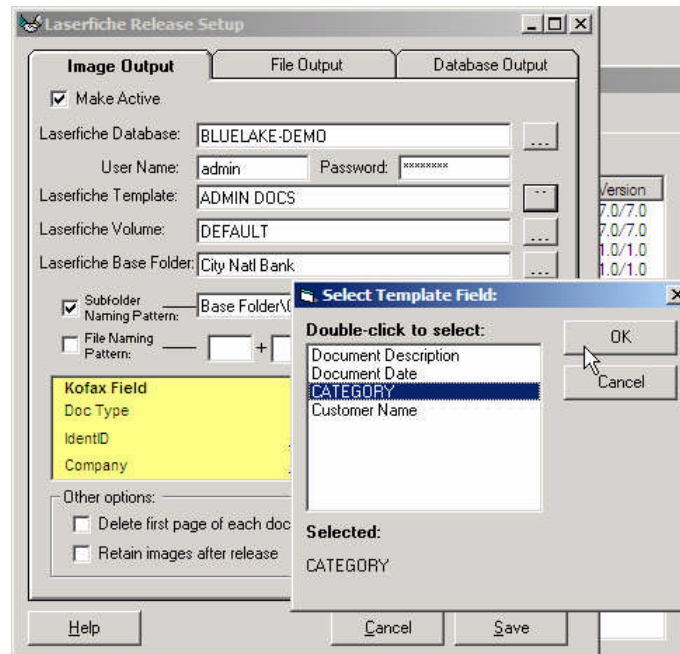 Laserfiche Release Setup
Image Output File Output Database Output
Make Active
Laserfiche Database: BLUELAKE-DEMO ...
User Name: admin Password: ********
Laserfiche Template: ADMIN DOCS ..
Laserfiche Volume: DEFAULT ...
Laserfiche Base Folder: City Natl Bank ...
Subfolder
Naming Pattern:
Base Folder\
File Naming
Pattern:
+
Kofax Field
Doc Type
IdentID
Company
Other options:
Delete first page of each doc
Retain images after release
Help Cancel Save
Version
7.0/7.0
7.0/7.0
1.0/1.0
1.0/1.0
Select Template Field:
Double-click to select:
Document Description
Document Date
CATEGORY
Customer Name
OK
Cancel
Selected:
CATEGORY